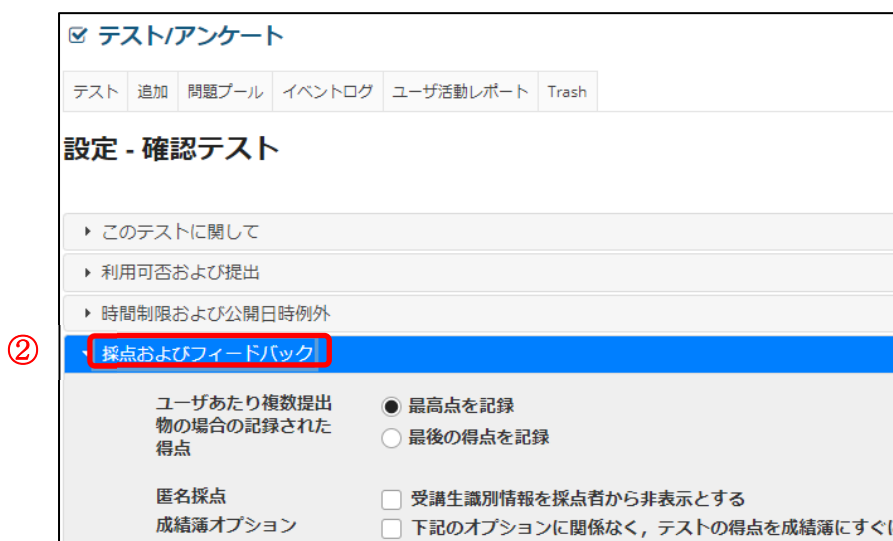 テスト/アンケート
テスト 追加 問題プール イベントログ ユーザ活動レポート Trash
設定 - 確認テスト
このテストに関して
利用可否および提出
時間制限および公開日時例外
② 採点およびフィードバック
ユーザあたり複数提出 最高点を記録
物の場合の記録された 最後の得点を記録
得点
匿名採点 受講生識別情報を採点者から非表示とする
成績簿オプション 下記のオプションに関係なく，テストの得点を成績簿にすぐ